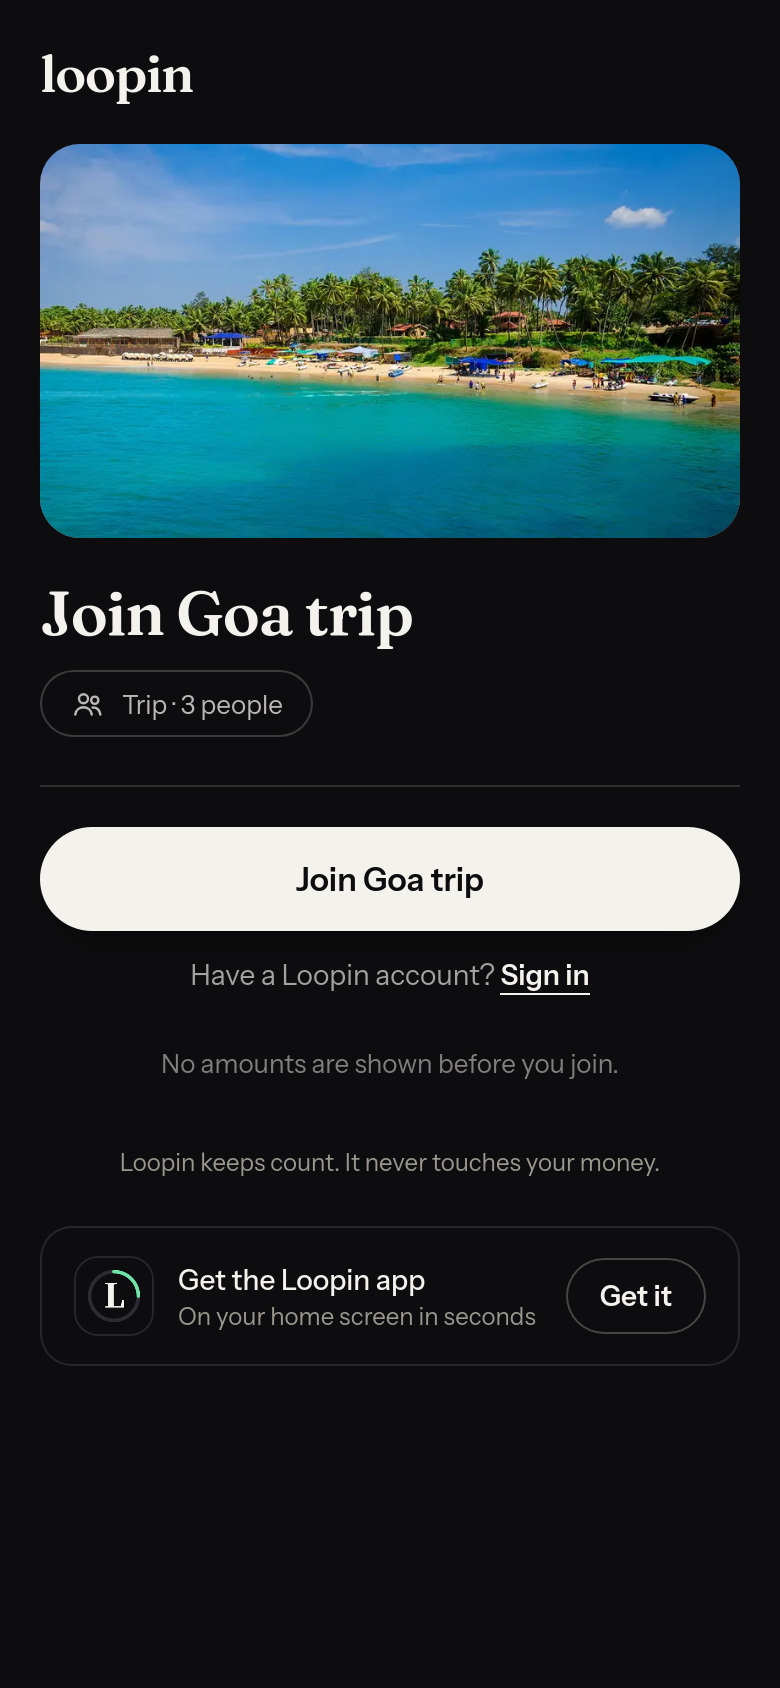 loopin
Join Goa trip
Trip · 3 people
Join Goa trip
Have a Loopin account? Sign in
No amounts are shown before you join.
Loopin keeps count. It never touches your money.
L
Get the Loopin app
On your home screen in seconds
Get it